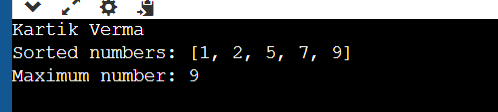 Kartik Verma
Sorted numbers: [1, 2, 5, 7, 9]
Maximum number: 9